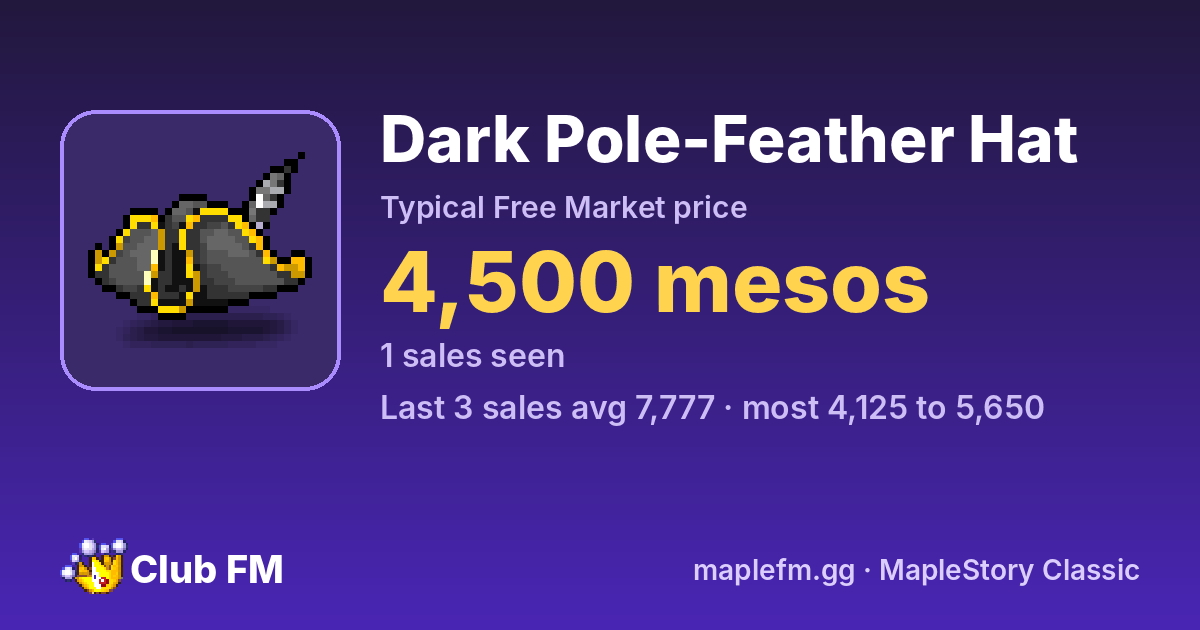 Dark Pole-Feather Hat
Typical Free Market price
4,500 mesos
1 sales seen
Last 3 sales avg 7,777 · most 4,125 to 5,650
Club FM
maplefm.gg · MapleStory Classic